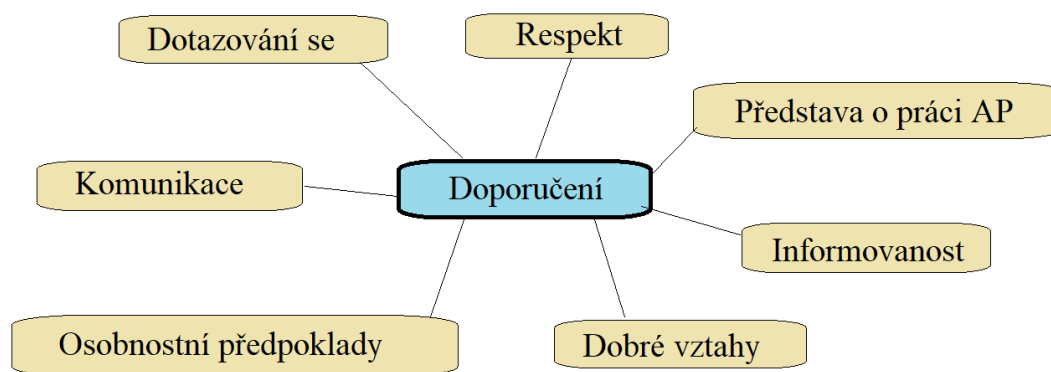 Dotazování se
Respekt
Představa o práci AP
Komunikace
Doporučení
Informovanost
Osobnostní předpoklady
Dobré vztahy